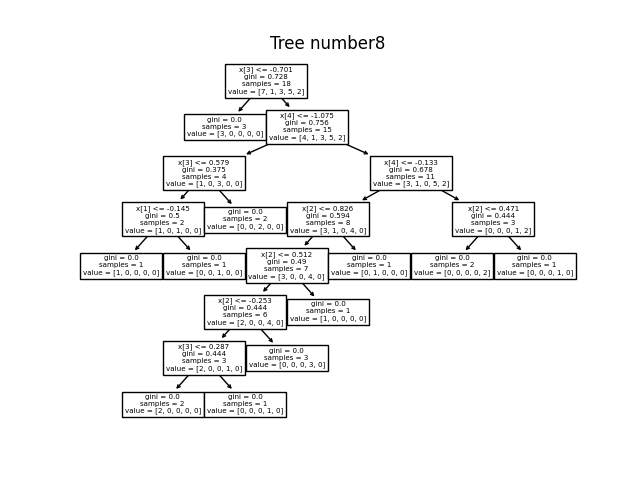 Tree number8
x[3] <= -0.701
gini = 0.728
samples = 18
value = [7, 1, 3, 5, 2]
gini = 0.0
samples = 3
value = [3, 0, 0, 0, 0]
x[4] <= -1.075
gini = 0.756
samples = 15
value = [4, 1, 3, 5, 2]
x[3] <= 0.579
gini = 0.375
samples = 4
value = [1, 0, 3, 0, 0]
x[4] <= -0.133
gini = 0.678
samples = 11
value = [3, 1, 0, 5, 2]
x[1] <= -0.145
gini = 0.5
samples = 2
value = [1, 0, 1, 0, 0]
gini = 0.0
samples = 2
value = [0, 0, 2, 0, 0]
x[2] <= 0.826
gini = 0.594
samples = 8
value = [3, 1, 0, 4, 0]
x[2] <= 0.471
gini = 0.444
samples = 3
value = [0, 0, 0, 1, 2]
gini = 0.0
samples = 1
value = [1, 0, 0, 0, 0]
gini = 0.0
samples = 1
value = [0, 0, 1, 0, 0]
x[2] <= 0.512
gini = 0.49
samples = 7
value = [3, 0, 0, 4, 0]
gini = 0.0
samples = 1
value = [0, 1, 0, 0, 0]
gini = 0.0
samples = 2
value = [0, 0, 0, 0, 2]
gini = 0.0
samples = 1
value = [0, 0, 0, 1, 0]
x[2] <= -0.253
gini = 0.444
samples = 6
value = [2, 0, 0, 4, 0]
gini = 0.0
samples = 1
value = [1, 0, 0, 0, 0]
x[3] <= 0.287
gini = 0.444
samples = 3
value = [2, 0, 0, 1, 0]
gini = 0.0
samples = 3
value = [0, 0, 0, 3, 0]
gini = 0.0
samples = 2
value = [2, 0, 0, 0, 0]
gini = 0.0
samples = 1
value = [0, 0, 0, 1, 0]